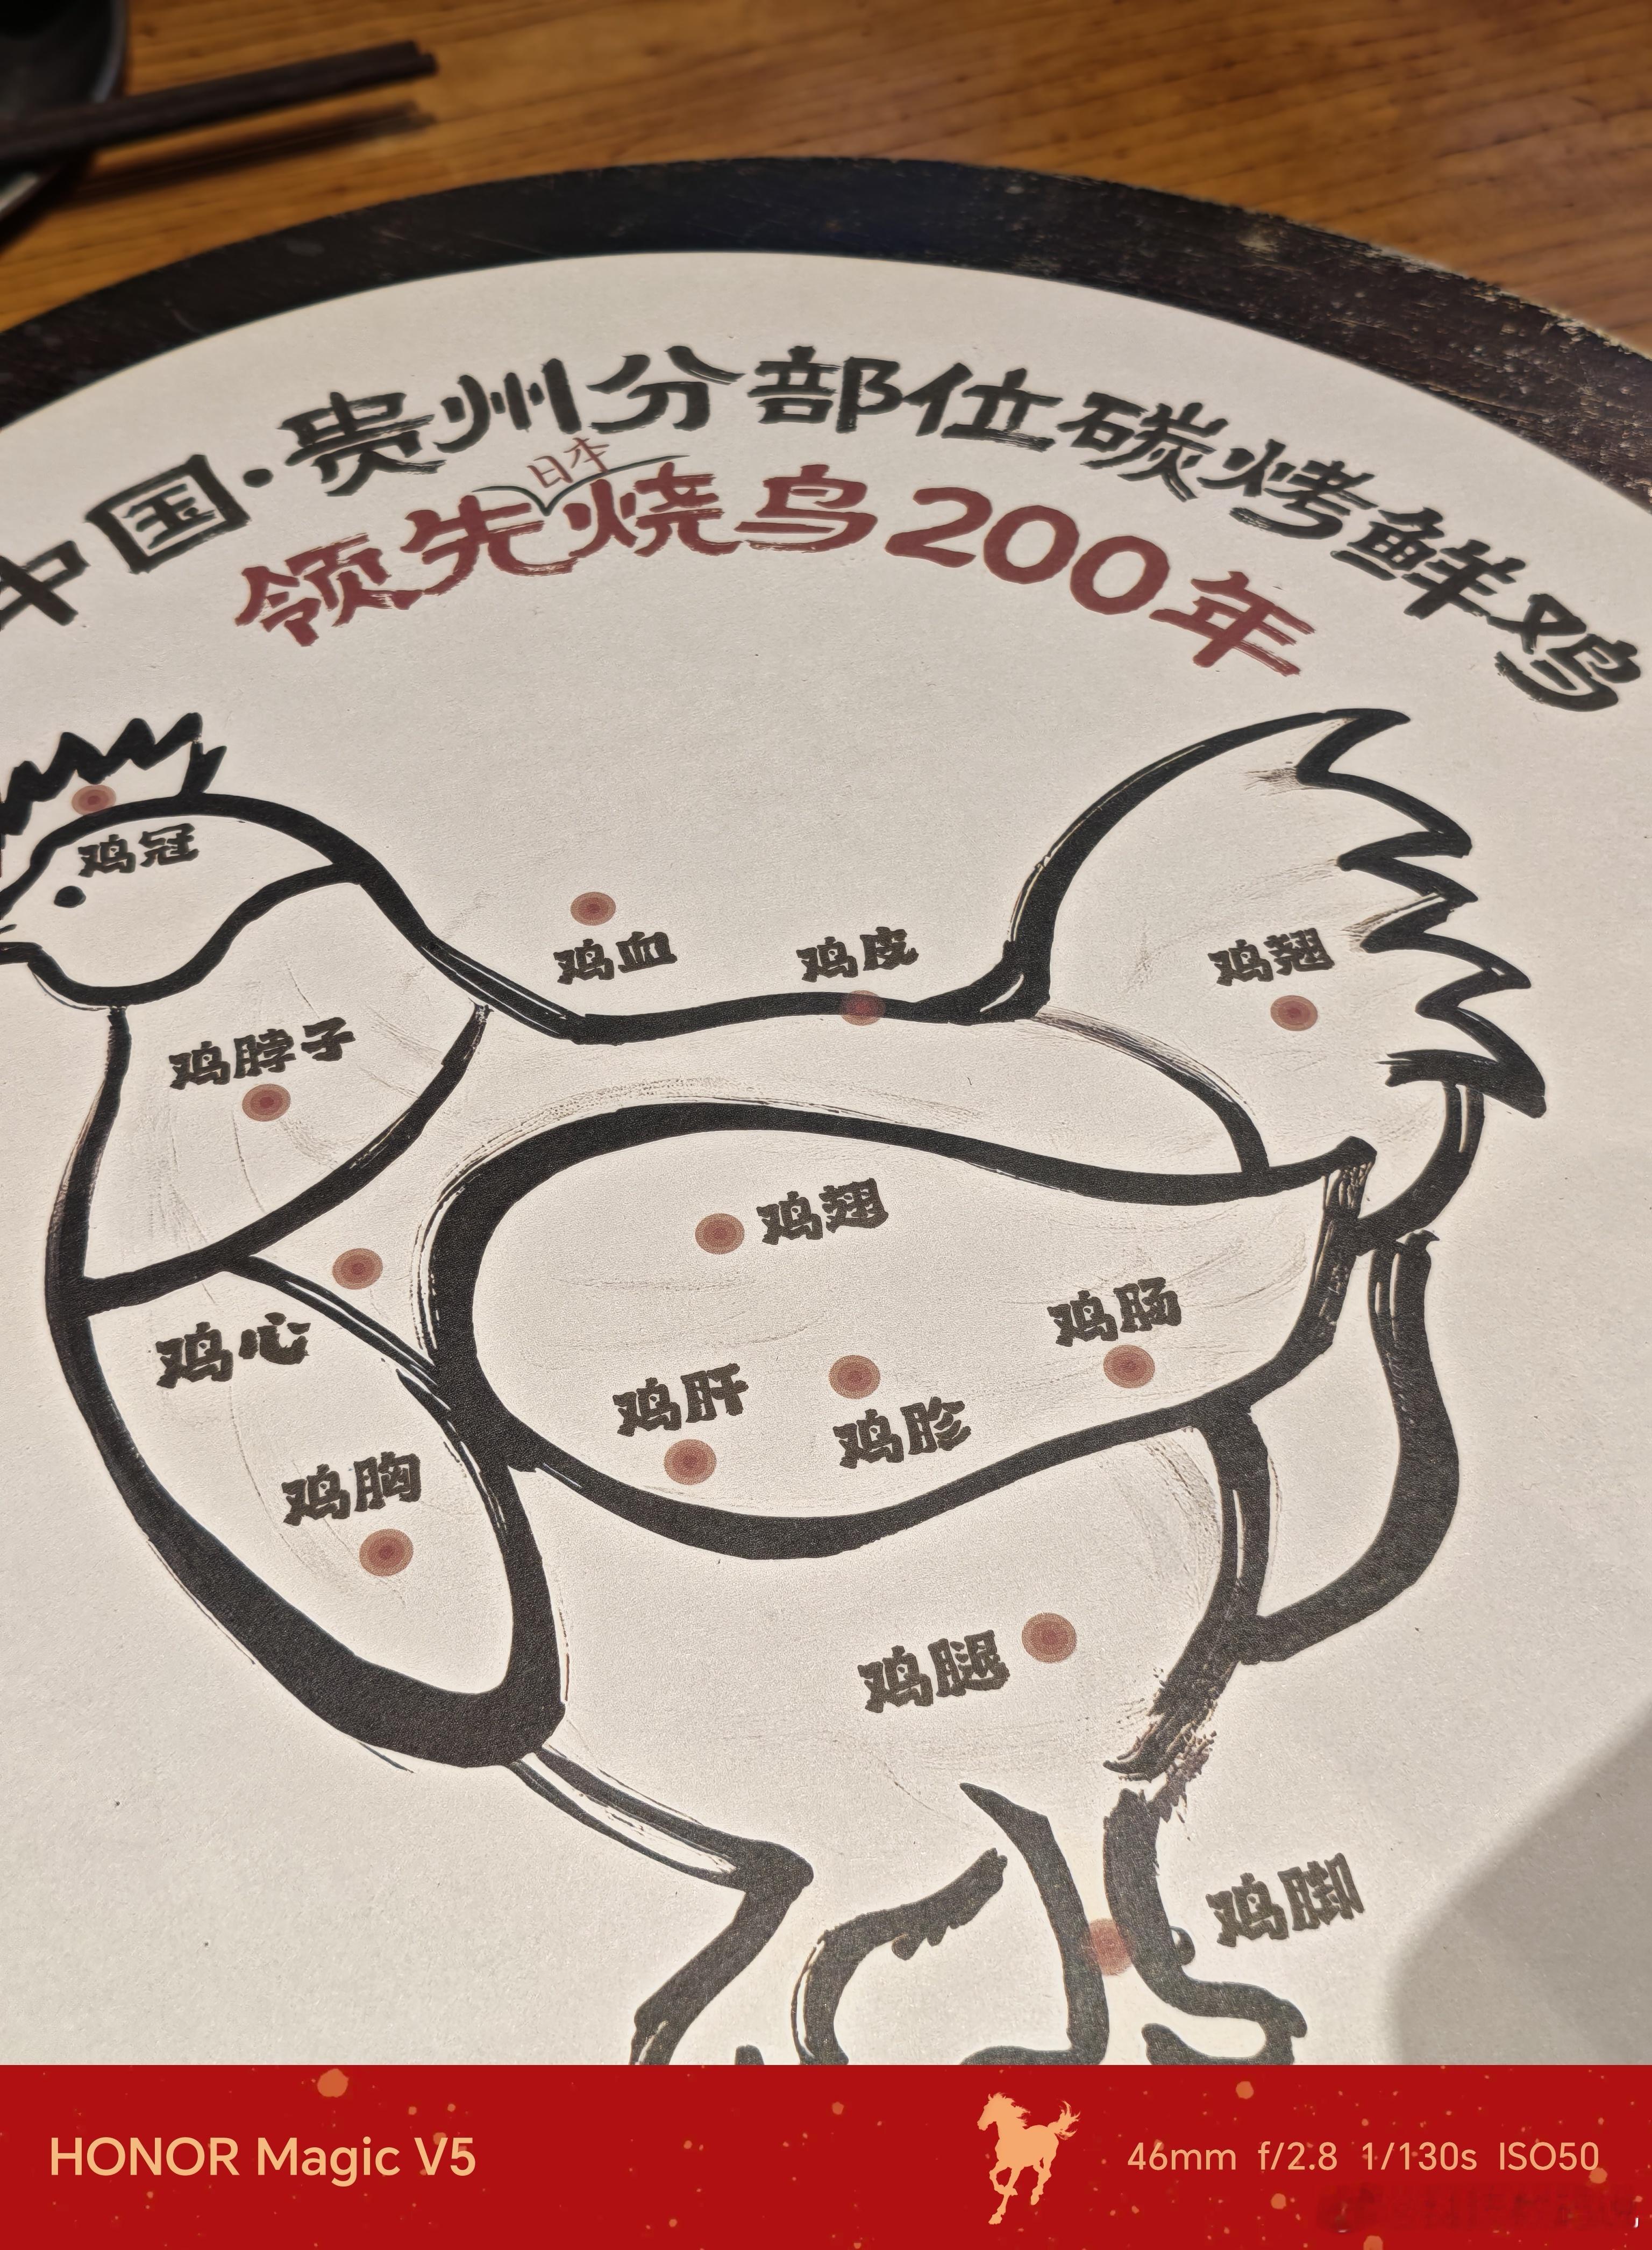 中国·贵州分部位碳烤鲜鸡
日本
领先烧鸟200年
鸡冠
鸡血
鸡皮
鸡翘
鸡脖子
鸡翅
鸡肠
鸡心
鸡肝
鸡胗
鸡胸
鸡腿
鸡脚
HONOR Magic V5
46mm f/2.8 1/130s ISO50